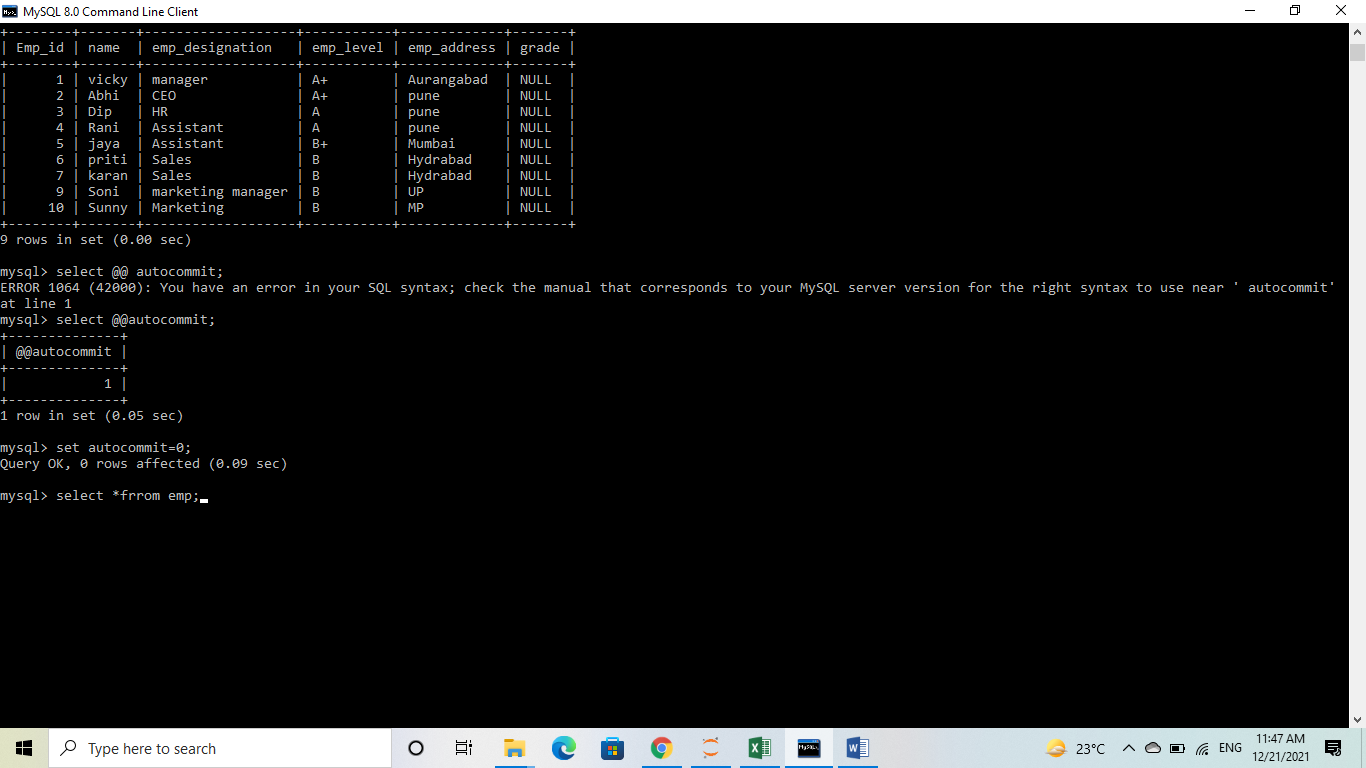 MySQL 8.0 Command Line Client
+--------+-------+-------------------+-----------+-------------+-------+
| Emp_id | name  | emp_designation   | emp_level | emp_address | grade |
+--------+-------+-------------------+-----------+-------------+-------+
|      1 | vicky | manager           | A+        | Aurangabad  | NULL  |
|      2 | Abhi  | CEO               | A+        | pune        | NULL  |
|      3 | Dip   | HR                | A         | pune        | NULL  |
|      4 | Rani  | Assistant         | A         | pune        | NULL  |
|      5 | jaya  | Assistant         | B+        | Mumbai      | NULL  |
|      6 | priti | Sales             | B         | Hydrabad    | NULL  |
|      7 | karan | Sales             | B         | Hydrabad    | NULL  |
|      9 | Soni  | marketing manager | B         | UP          | NULL  |
|     10 | Sunny | Marketing         | B         | MP          | NULL  |
+--------+-------+-------------------+-----------+-------------+-------+
9 rows in set (0.00 sec)
mysql> select @@ autocommit;
ERROR 1064 (42000): You have an error in your SQL syntax; check the manual that corresponds to your MySQL server version for the right syntax to use near ' autocommit'
at line 1
mysql> select @@autocommit;
+--------------+
| @@autocommit |
+--------------+
|            1 |
+--------------+
1 row in set (0.05 sec)
mysql> set autocommit=0;
Query OK, 0 rows affected (0.09 sec)
mysql> select *frrom emp;
Type here to search
23°C
ENG
11:47 AM
12/21/2021